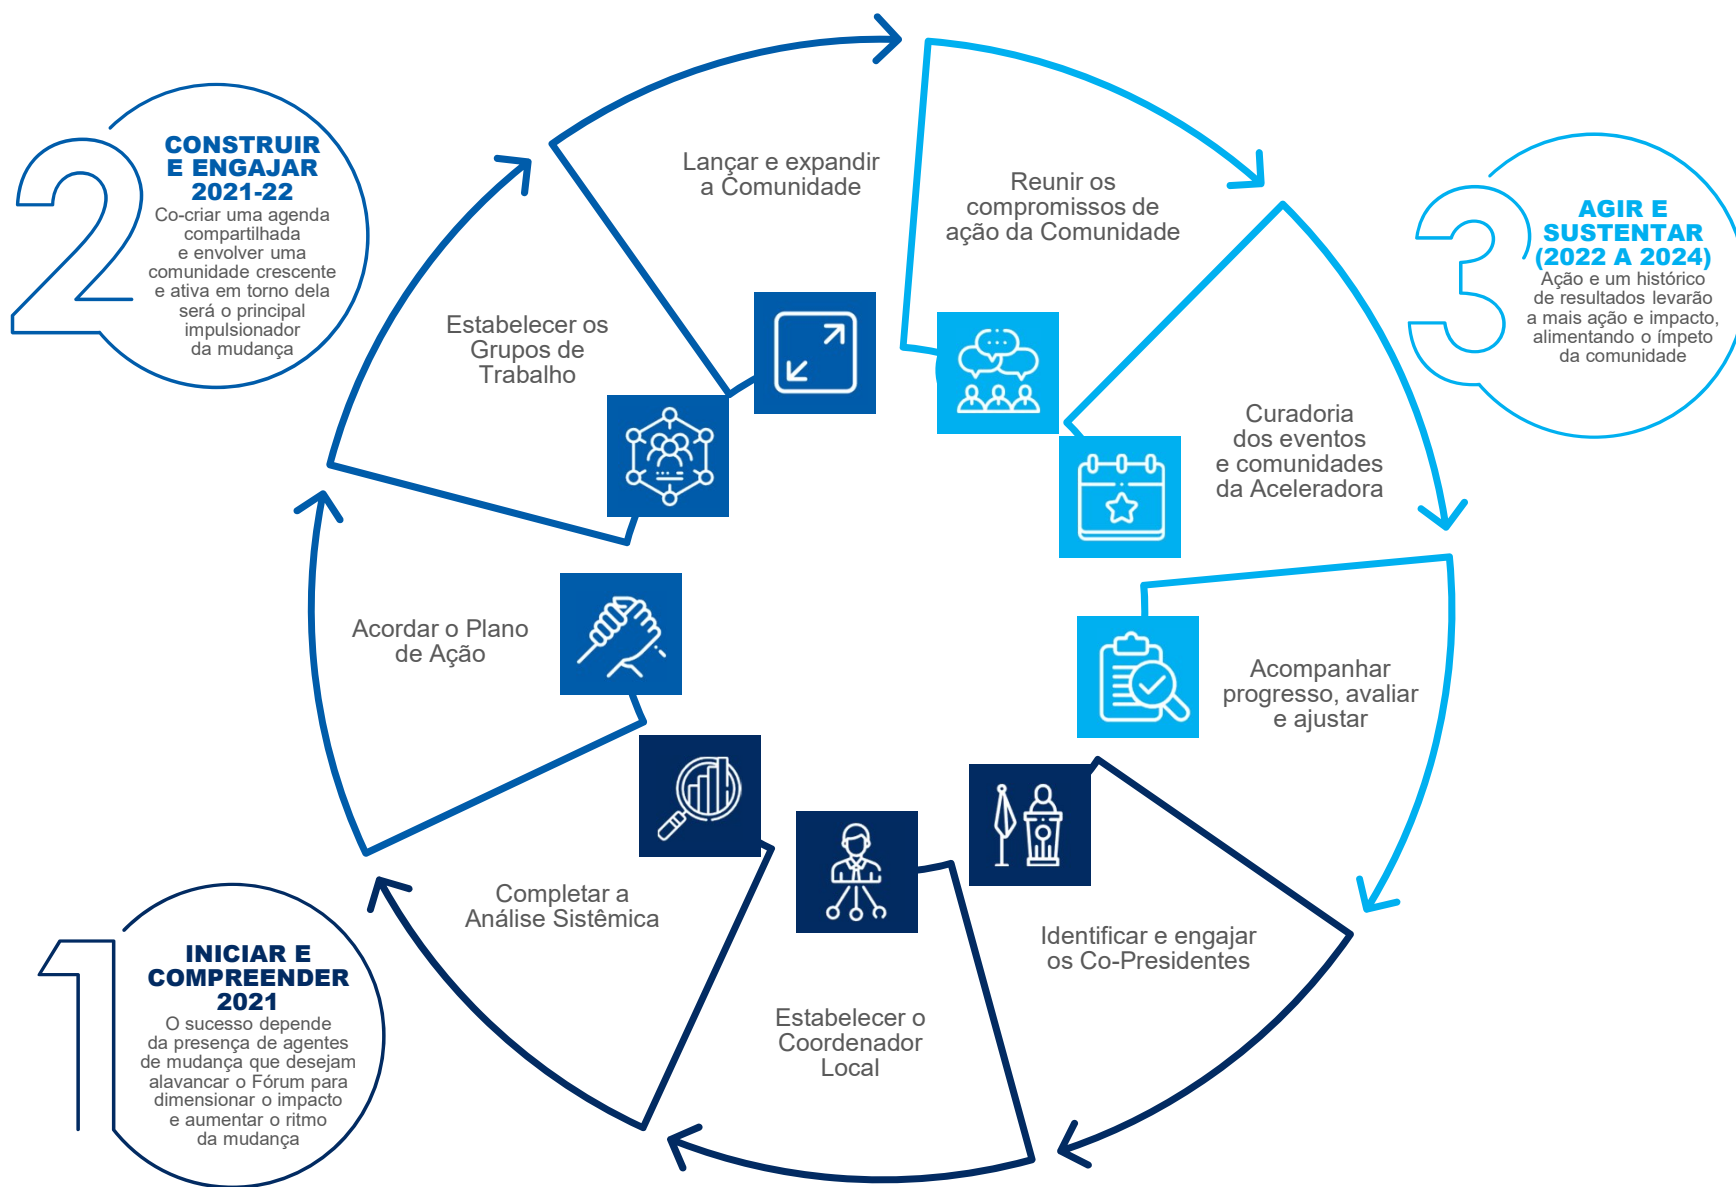 2
CONSTRUIR
E ENGAJAR
2021-22
Co-criar uma agenda
compartilhada
e envolver uma
comunidade crescente
e ativa em torno dela
será o principal
impulsionador
da mudança
Lançar e expandir
a Comunidade
Reunir os
compromissos de
ação da Comunidade
3
AGIR E
SUSTENTAR
(2022 A 2024)
Ação e um histórico
de resultados levarão
a mais ação e impacto,
alimentando o ímpeto
da comunidade
Estabelecer os
Grupos de
Trabalho
Curadoria
dos eventos
e comunidades
da Aceleradora
Acordar o Plano
de Ação
Acompanhar
progresso, avaliar
e ajustar
Completar a
Análise Sistêmica
Identificar e engajar
os Co-Presidentes
Estabelecer o
Coordenador
Local
1
INICIAR E
COMPREENDER
2021
O sucesso depende
da presença de agentes
de mudança que desejam
alavancar o Fórum para
dimensionar o impacto
e aumentar o ritmo
da mudança